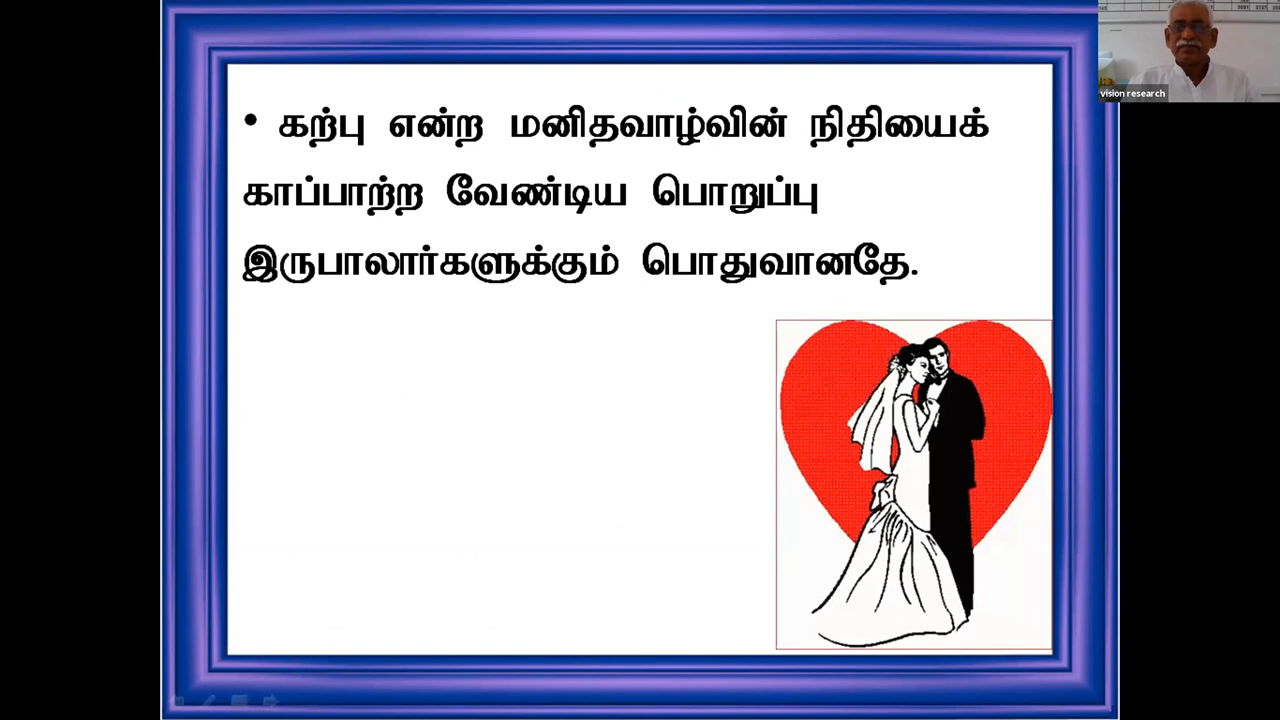 vision research
• கற்பு என்ற மனிதவாழ்வின் நிதியைக்
காப்பாற்ற வேண்டிய பொறுப்பு
இருபாலார்களுக்கும் பொதுவானதே.